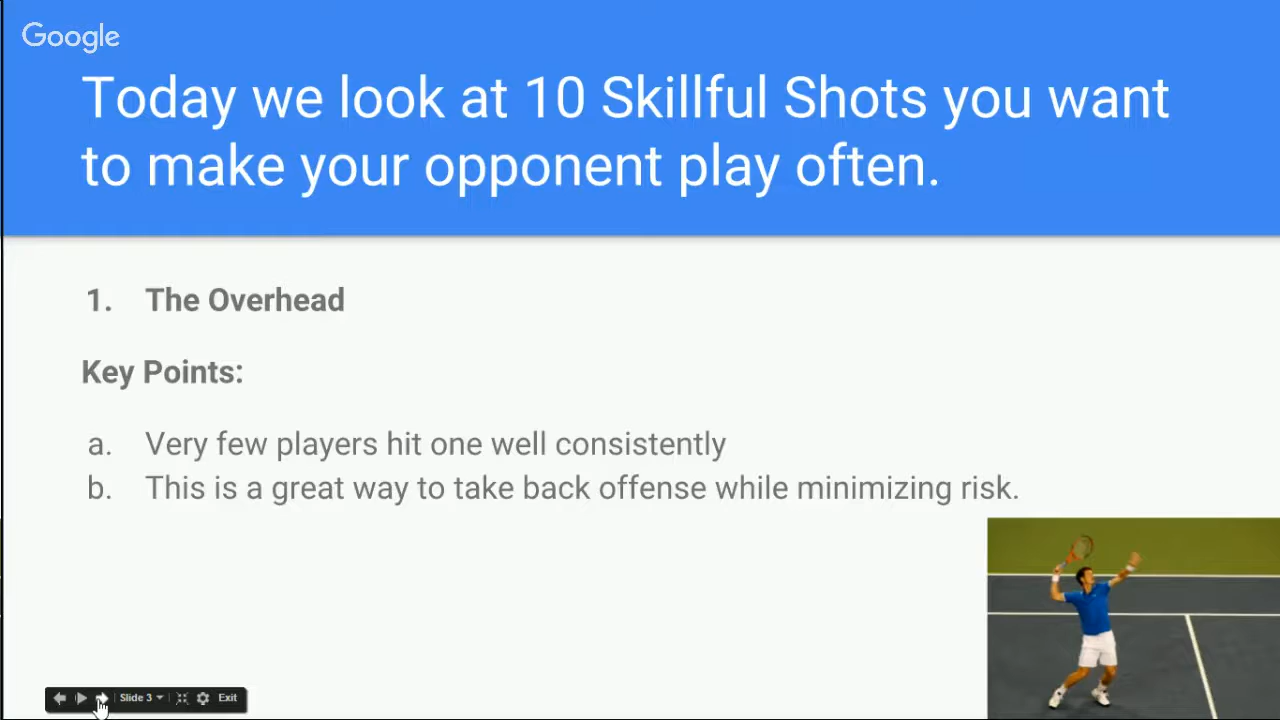 Google
Today we look at 10 Skillful Shots you want
to make your opponent play often.
1. The Overhead
Key Points:
a. Very few players hit one well consistently
b. This is a great way to take back offense while minimizing risk.
Slide 3 Exit